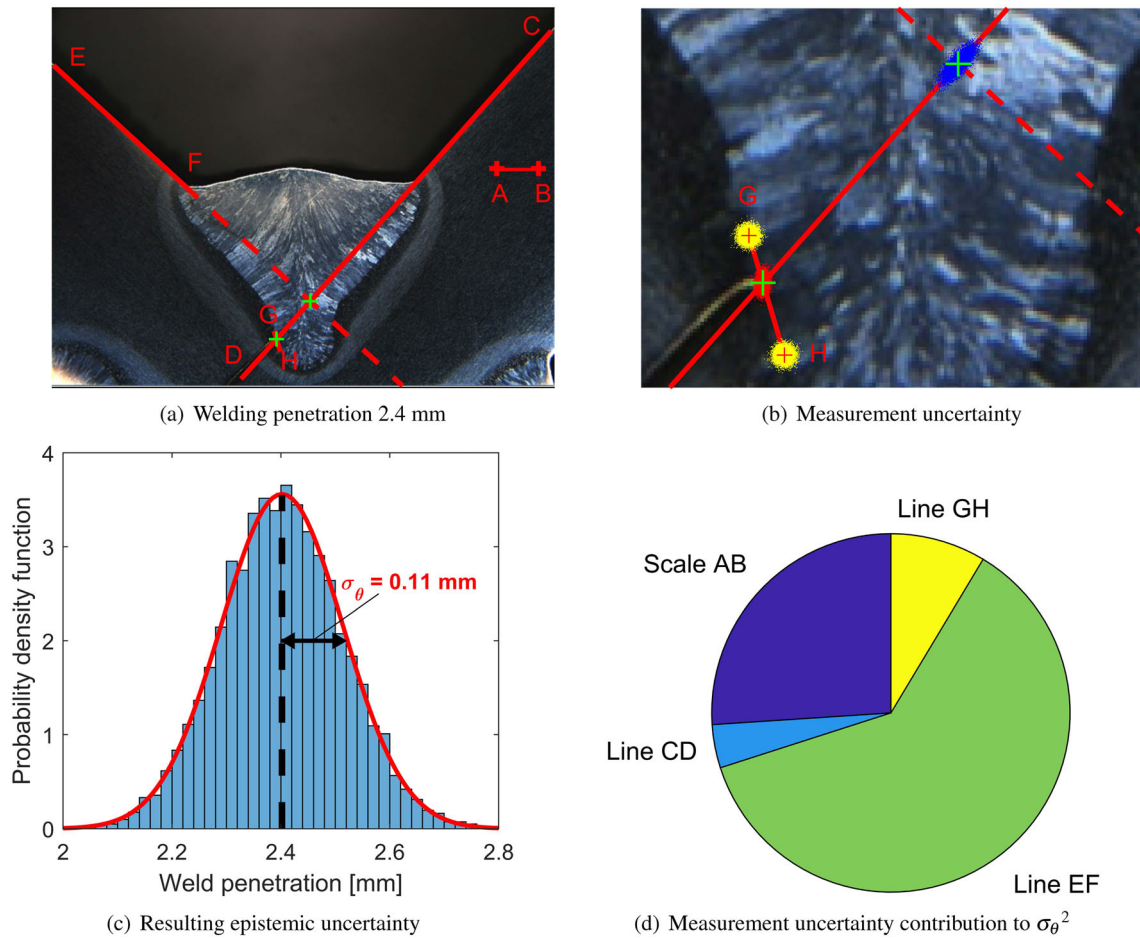 E
C
F
A B
G
D H
(a) Welding penetration 2.4 mm
G
H
(b) Measurement uncertainty
Probability density function
4
3
2
1
0
σθ = 0.11 mm
2 2.2 2.4 2.6 2.8
Weld penetration [mm]
(c) Resulting epistemic uncertainty
Line GH
Scale AB
Line CD
Line EF
(d) Measurement uncertainty contribution to σθ²